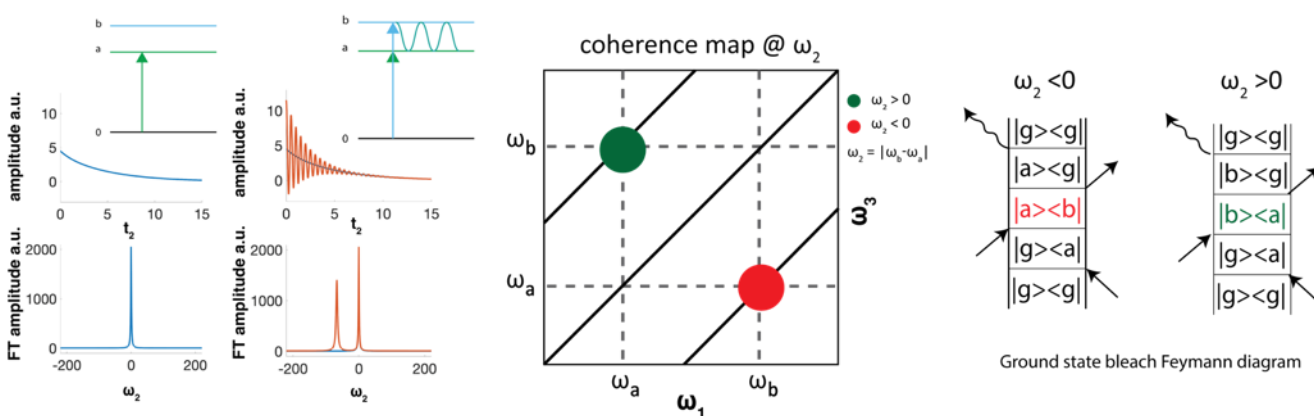 b
a
0
amplitude a.u.
10
5
0
0
5
10
15
t2
FT amplitude a.u.
2000
1000
0
-200
0
200
ω2
b
a
0
amplitude a.u.
10
5
0
0
5
10
15
t2
FT amplitude a.u.
2000
1000
0
-200
0
200
ω2
coherence map @ ω2
ωb
ωa
ωa
ωb
ω1
ω3
ω2 > 0
ω2 < 0
ω2 = |ωb-ωa|
ω2 <0
|g><g|
|a><g|
|a><b|
|g><a|
|g><g|
ω2 >0
|g><g|
|b><g|
|b><a|
|g><a|
|g><g|
Ground state bleach Feymann diagram